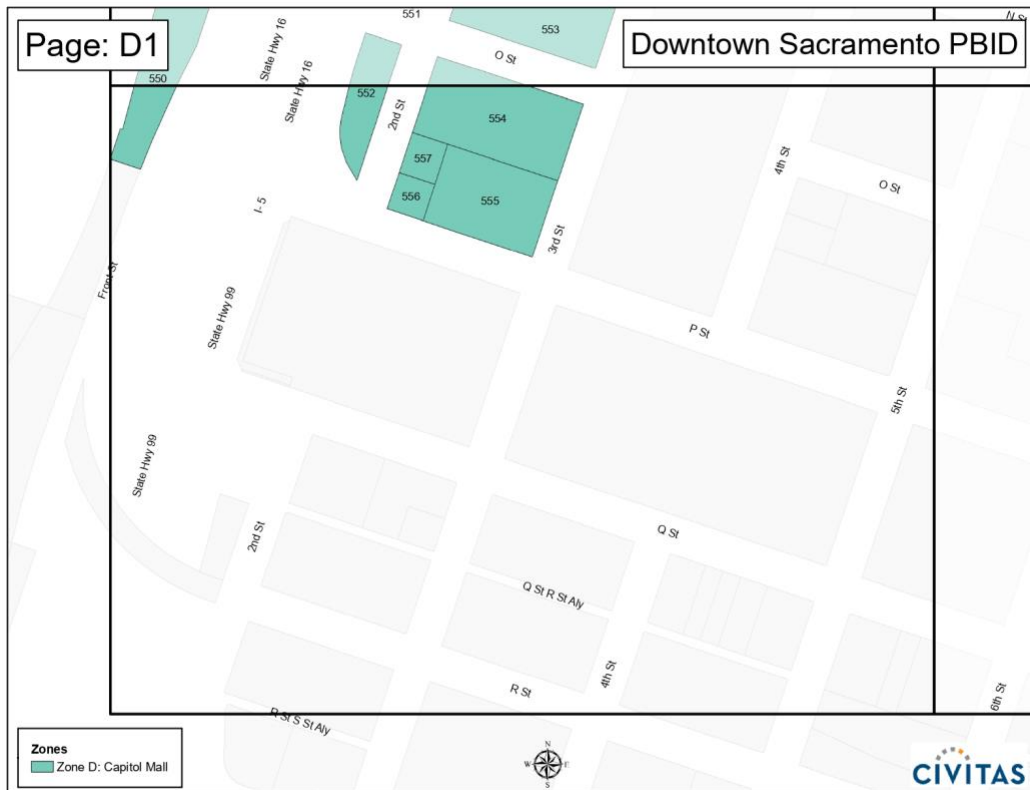 Page: D1
Downtown Sacramento PBID
551
553
N S
State Hwy 16
O St
550
State Hwy 16
552
2nd St
554
557
4th St
O St
556
555
I- 5
3rd St
Front St
State Hwy 99
P St
5th St
State Hwy 99
2nd St
Q St
Q St R St Aly
4th St
R St
6th St
R St S St Aly
Zones
Zone D: Capitol Mall
N
W
E
S
CIVITAS